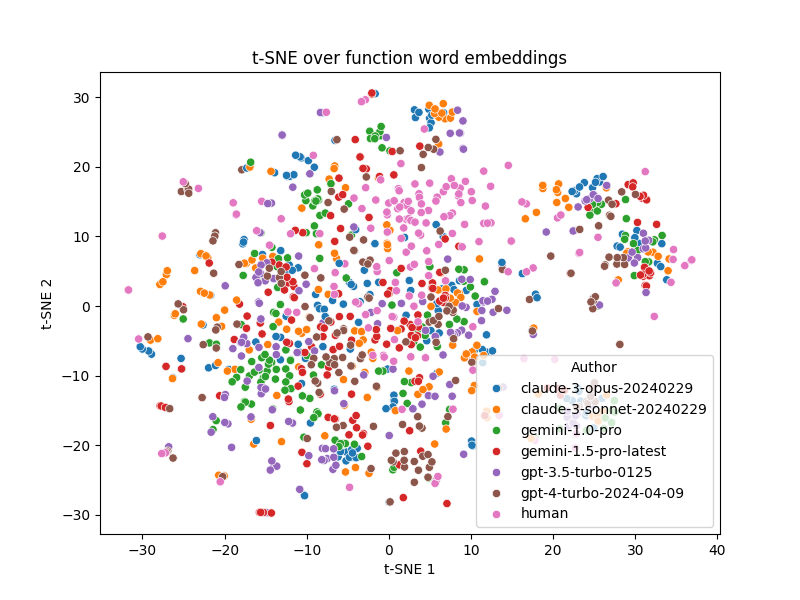 t-SNE over function word embeddings
30
20
10
0
−10
−20
−30
t-SNE 2
−30
−20
−10
0
10
20
30
40
t-SNE 1
Author
claude-3-opus-20240229
claude-3-sonnet-20240229
gemini-1.0-pro
gemini-1.5-pro-latest
gpt-3.5-turbo-0125
gpt-4-turbo-2024-04-09
human